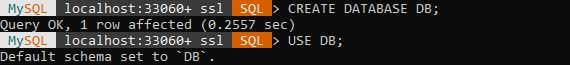 MySQL localhost:33060+ ssl SQL > CREATE DATABASE DB;
Query OK, 1 row affected (0.2557 sec)
MySQL localhost:33060+ ssl SQL > USE DB;
Default schema set to `DB`.